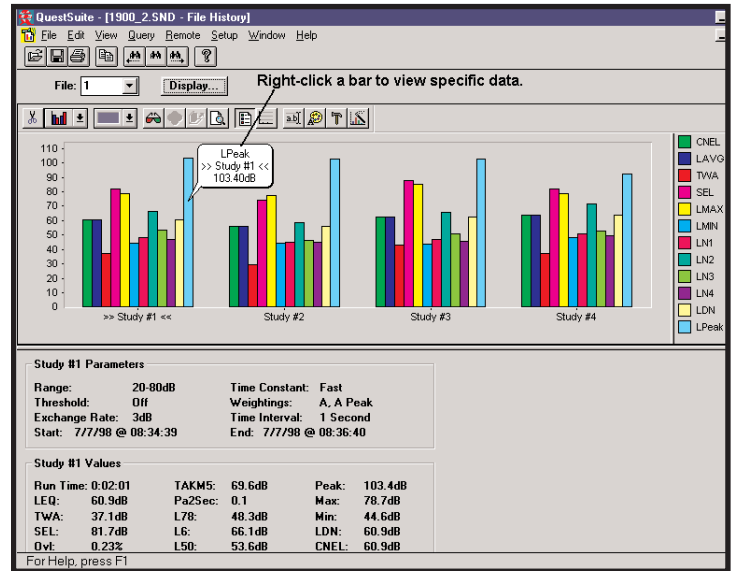 QuestSuite - [1900_2.SND - File History]
File Edit View Query Remote Setup Window Help
File: 1 Display...
Right-click a bar to view specific data.
LPeak
>> Study #1 <<
103.40dB
110
100
90
80
70
60
50
40
30
20
10
0
>> Study #1 << Study #2 Study #3 Study #4
CNEL
LAVG
TWA
SEL
LMAX
LMIN
LN1
LN2
LN3
LN4
LDN
LPeak
Study #1 Parameters
Range: 20-80dB Time Constant: Fast
Threshold: Off Weightings: A, A Peak
Exchange Rate: 3dB Time Interval: 1 Second
Start: 7/7/98 @ 08:34:39 End: 7/7/98 @ 08:36:40
Study #1 Values
Run Time: 0:02:01 TAKM5: 69.6dB Peak: 103.4dB
LEQ: 60.9dB Pa2Sec: 0.1 Max: 78.7dB
TWA: 37.1dB L78: 48.3dB Min: 44.6dB
SEL: 81.7dB L6: 66.1dB LDN: 60.9dB
Ovl: 0.23% L50: 53.6dB CNEL: 60.9dB
For Help, press F1